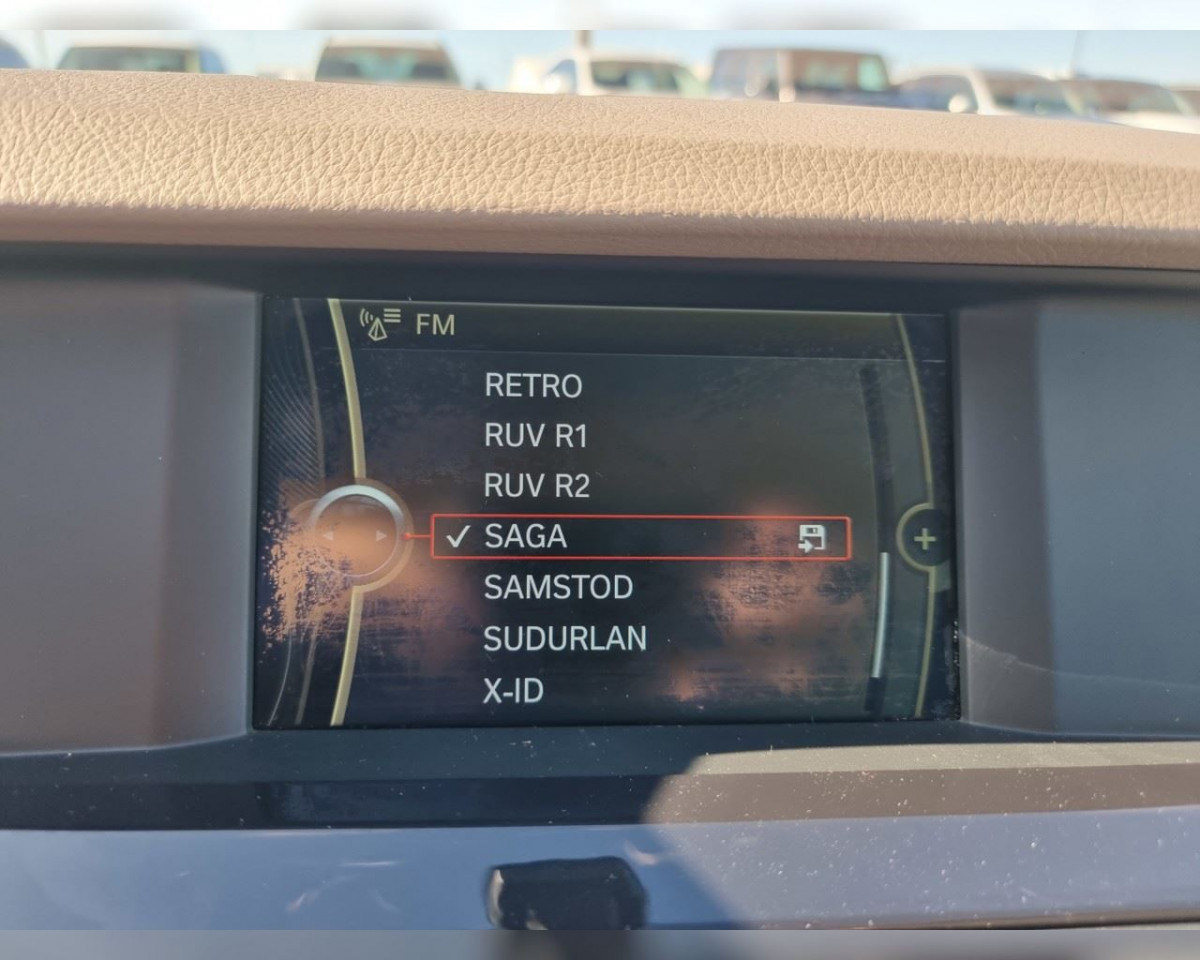 FM
RETRO
RUV R1
RUV R2
SAGA
SAMSTOD
SUDURLAN
X-ID